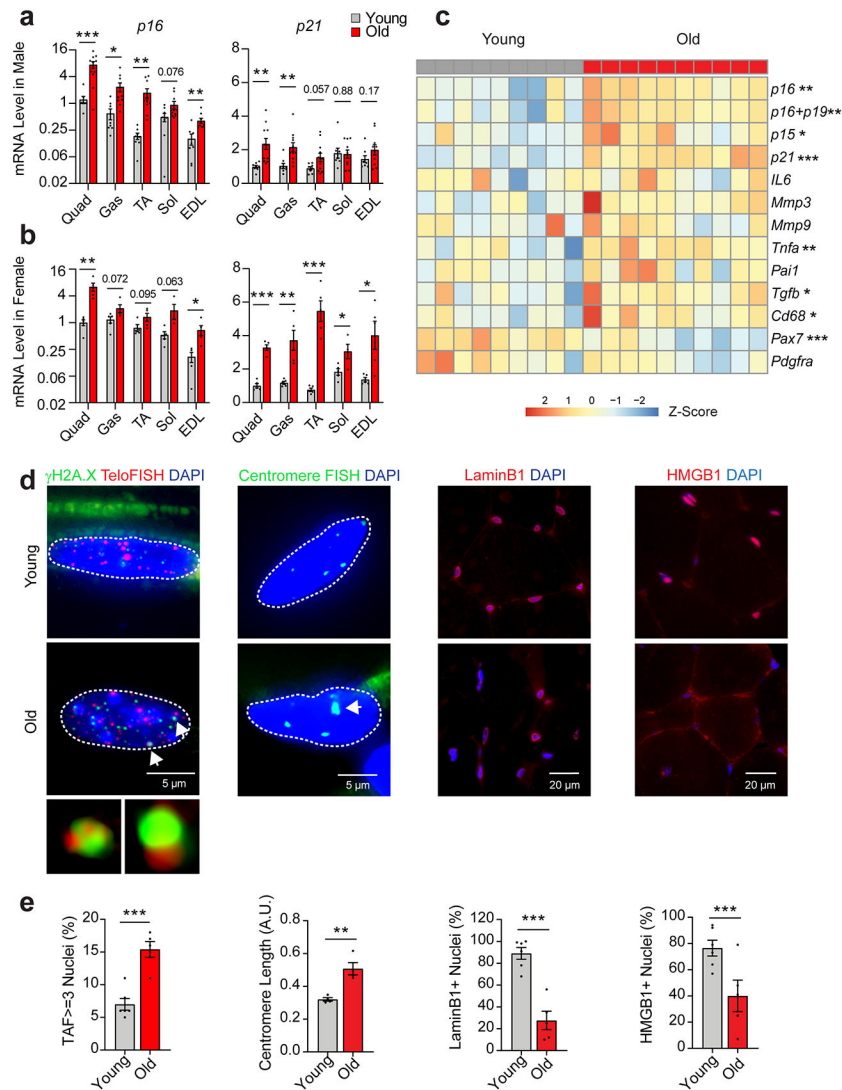 a
p16
p21
Young
Old
mRNA Level in Male
16
4
1
0.25
0.12
0.02
8
6
4
2
0
***
*
**
0.076
**
**
**
0.057
0.88
0.17
Quad
Gas
TA
Sol
EDL
Quad
Gas
TA
Sol
EDL
b
mRNA Level in Female
16
4
1
0.25
0.12
0.02
8
6
4
2
0
**
0.072
0.095
0.063
*
***
**
***
*
*
Quad
Gas
TA
Sol
EDL
Quad
Gas
TA
Sol
EDL
c
Young
Old
p16 **
p16+p19**
p15 *
p21 ***
IL6
Mmp3
Mmp9
Tnfa **
Pai1
Tgfb *
Cd68 *
Pax7 ***
Pdgfra
2 1 0 −1 −2
Z-Score
d
γH2A.X TeloFISH DAPI
Centromere FISH DAPI
LaminB1 DAPI
HMGB1 DAPI
Young
Old
5 µm
5 µm
20 µm
20 µm
e
TAF>=3 Nuclei (%)
20
15
10
5
0
***
Young
Old
Centromere Length (A.U.)
0.8
0.6
0.4
0.2
0.0
**
Young
Old
LaminB1+ Nuclei (%)
120
100
80
60
40
20
0
***
Young
Old
HMGB1+ Nuclei (%)
100
80
60
40
20
0
***
Young
Old